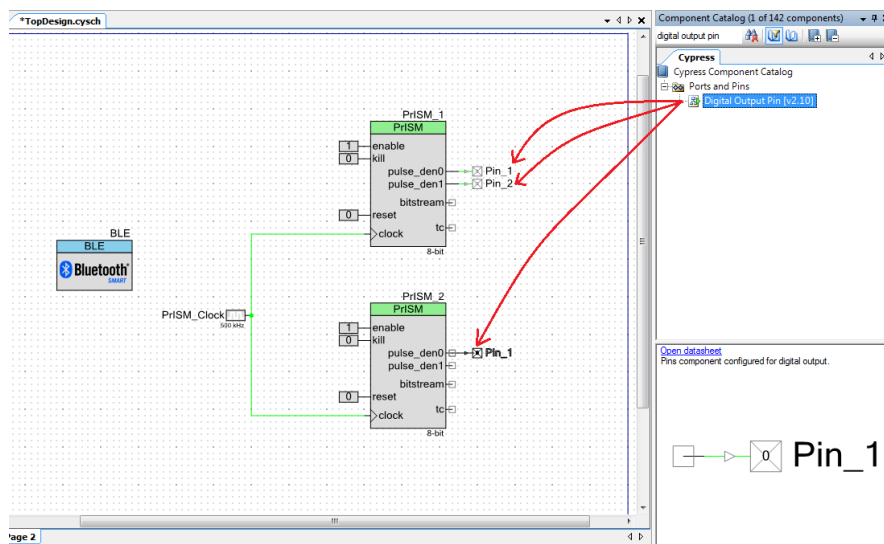 *TopDesign.cysch
Component Catalog (1 of 142 components)
digital output pin
Cypress
Cypress Component Catalog
Ports and Pins
Digital Output Pin [v2.10]
PrISM_1
PrISM
1
enable
0
kill
pulse_den0
Pin_1
pulse_den1
Pin_2
bitstream
0
reset
tc
clock
8-bit
BLE
BLE
Bluetooth®
SMART
PrISM_Clock
500 kHz
PrISM_2
PrISM
1
enable
0
kill
pulse_den0
Pin_1
pulse_den1
bitstream
0
reset
tc
clock
8-bit
Open datasheet
Pins component configured for digital output.
0
Pin_1
Page 2